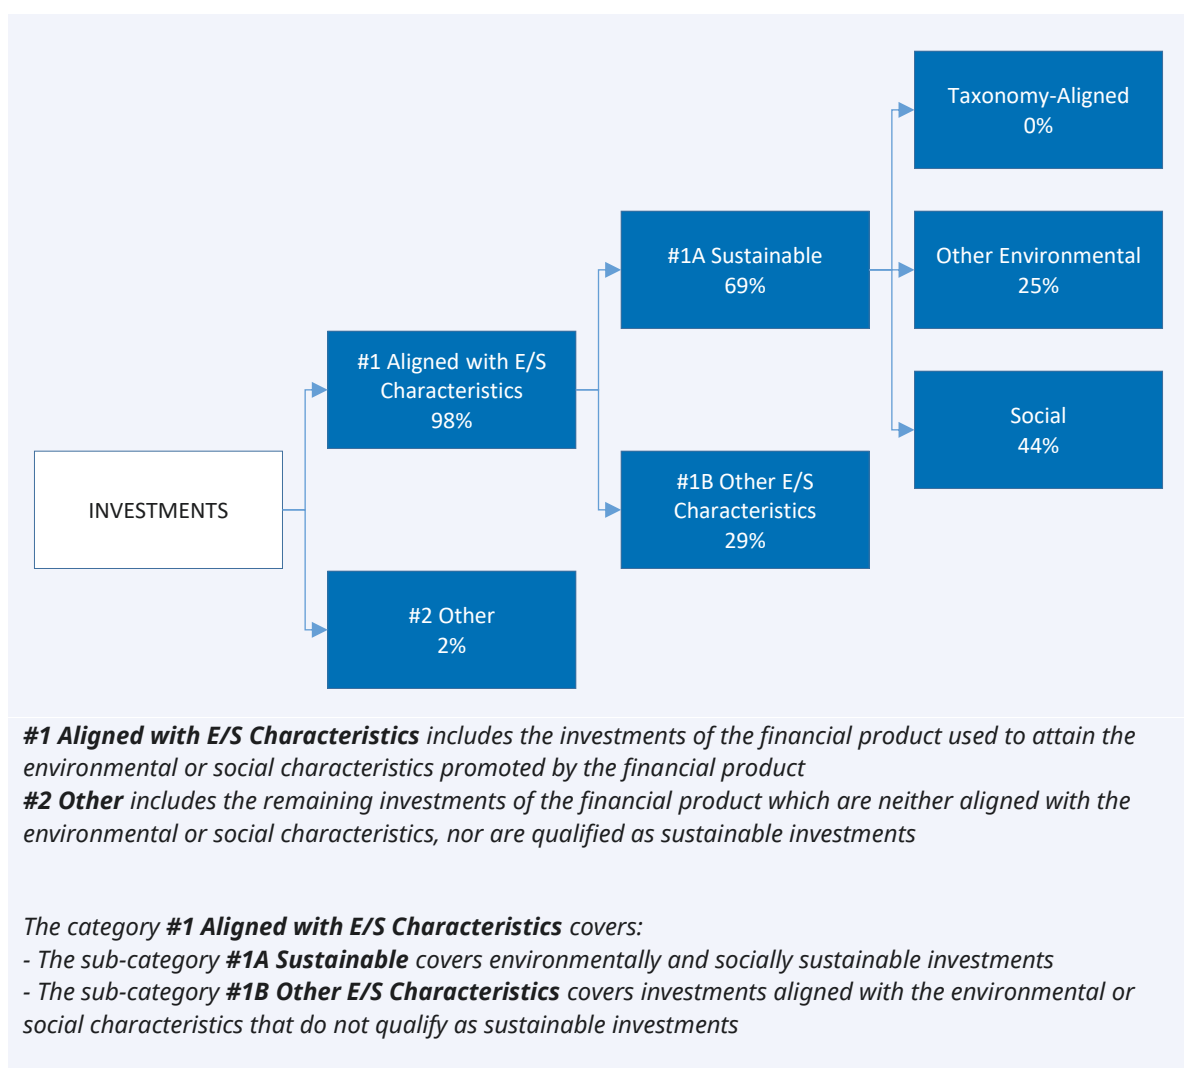 Taxonomy-Aligned
0%
#1A Sustainable
69%
Other Environmental
25%
#1 Aligned with E/S
Characteristics
98%
Social
44%
INVESTMENTS
#1B Other E/S
Characteristics
29%
#2 Other
2%
#1 Aligned with E/S Characteristics includes the investments of the financial product used to attain the
environmental or social characteristics promoted by the financial product
#2 Other includes the remaining investments of the financial product which are neither aligned with the
environmental or social characteristics, nor are qualified as sustainable investments
The category #1 Aligned with E/S Characteristics covers:
- The sub-category #1A Sustainable covers environmentally and socially sustainable investments
- The sub-category #1B Other E/S Characteristics covers investments aligned with the environmental or
social characteristics that do not qualify as sustainable investments